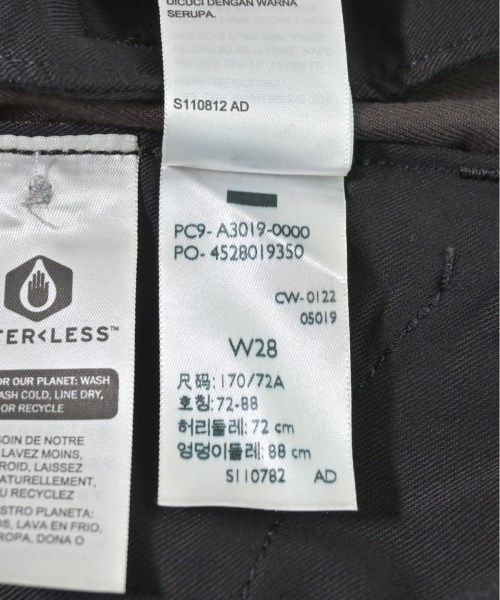 DICUCI DENGAN WARNA
SERUPA.
S110812 AD
PC9- A3019-0000
PO- 4528019350
CW-0122
05019
W28
尺码: 170/72A
호칭: 72-88
허리둘레: 72 cm
엉덩이둘레: 88 cm
S110782 AD
TER<LESS™
OR OUR PLANET: WASH
ASH COLD, LINE DRY,
OR RECYCLE
SOIN DE NOTRE
LAVEZ MOINS,
ROID, LAISSEZ
NATURELLEMENT,
U RECYCLEZ
STRO PLANETA:
OS, LAVA EN FRIO,
ROPA, DONA O